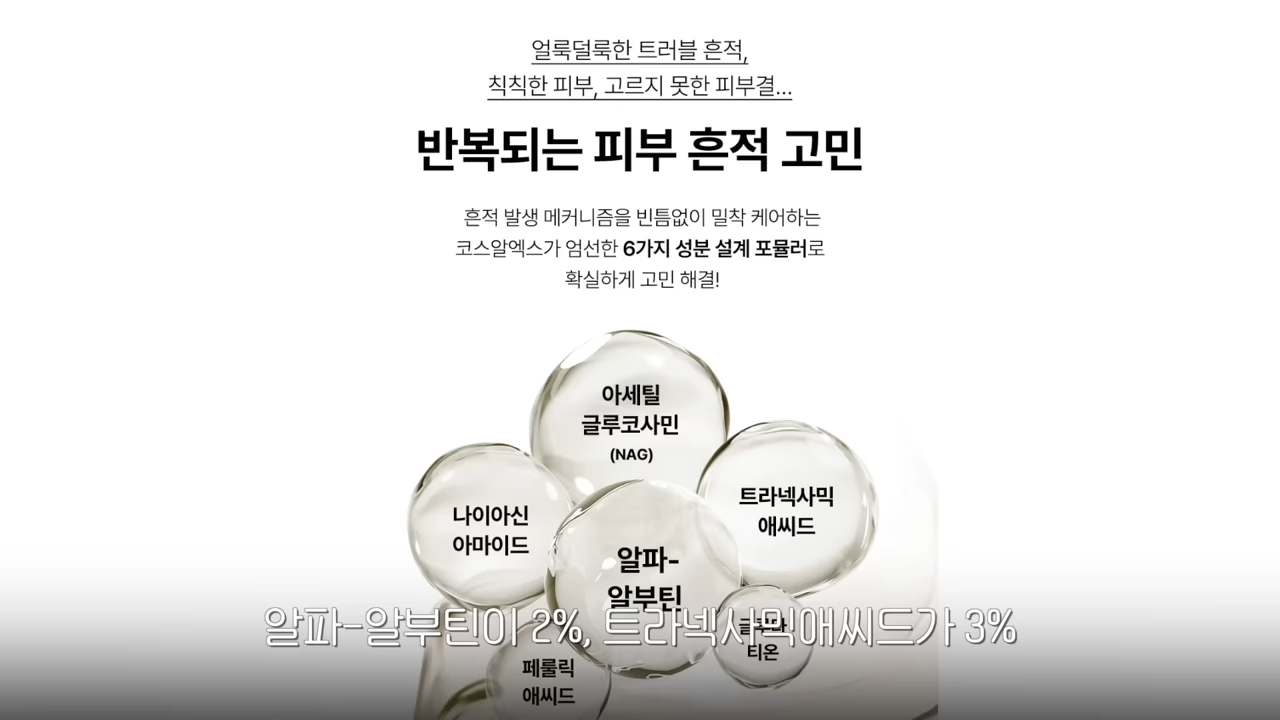 얼룩덜룩한 트러블 흔적,
칙칙한 피부, 고르지 못한 피부결...
반복되는 피부 흔적 고민
흔적 발생 메커니즘을 빈틈없이 밀착 케어하는
코스알엑스가 엄선한 6가지 성분 설계 포뮬러로
확실하게 고민 해결!
아세틸
글루코사민
(NAG)
나이아신
아마이드
트라넥사믹
애씨드
알파-
알부틴
글루타
티온
페룰릭
애씨드
알파-알부틴이 2%, 트라넥사믹애씨드가 3%